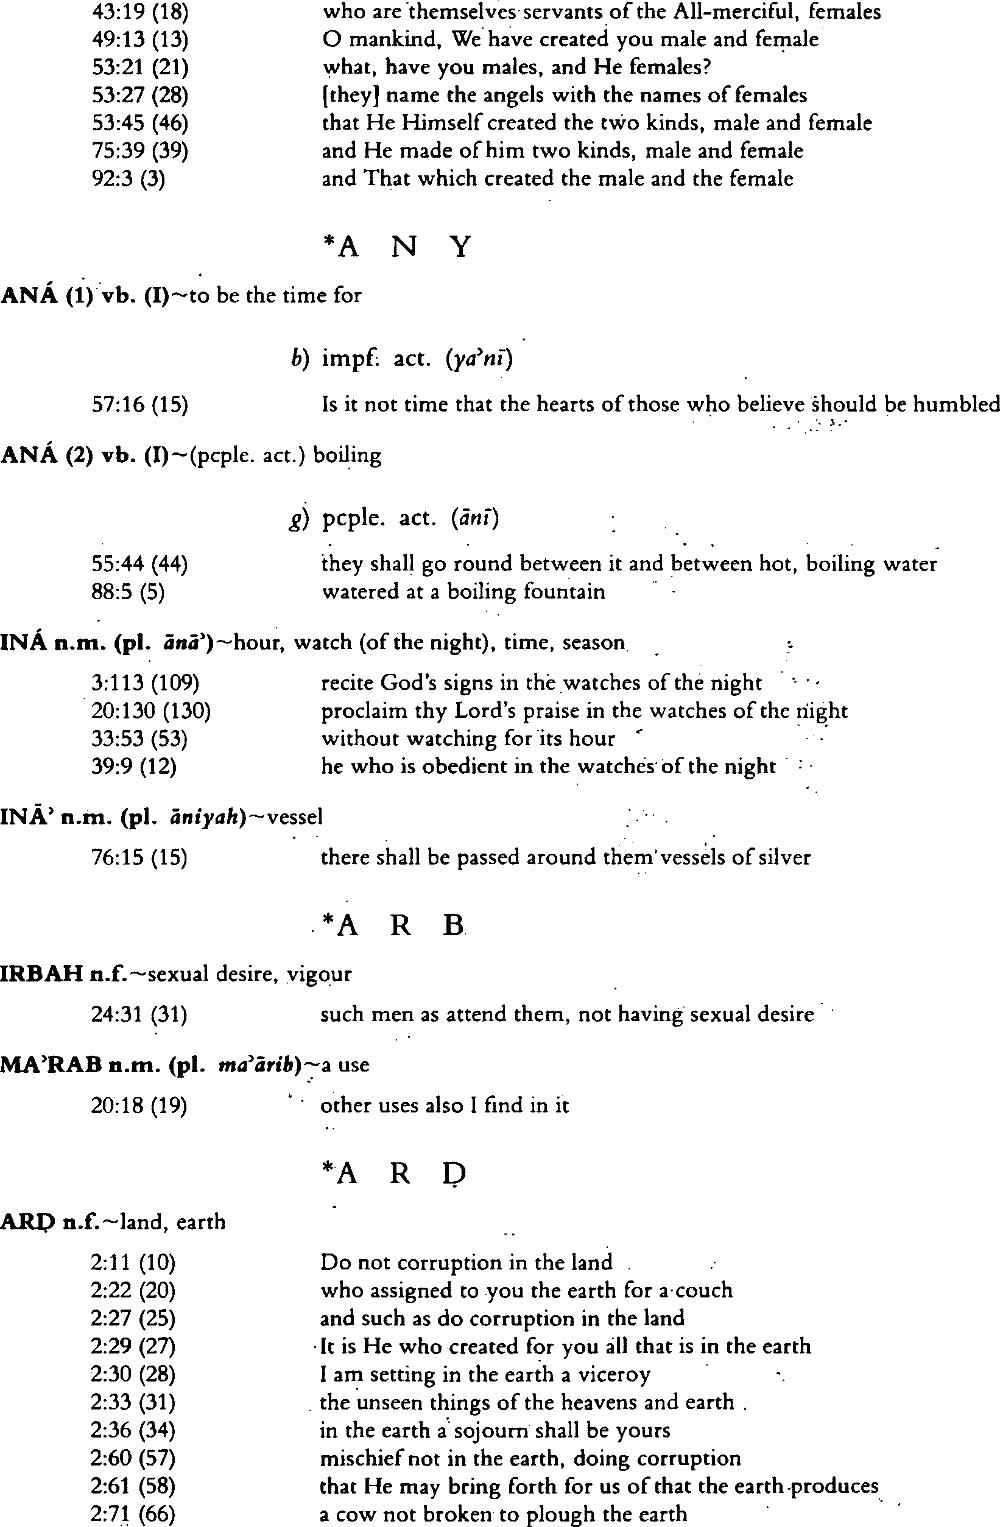 43:19 (18) who are themselves servants of the All-merciful, females
49:13 (13) O mankind, We have created you male and female
53:21 (21) what, have you males, and He females?
53:27 (28) [they] name the angels with the names of females
53:45 (46) that He Himself created the two kinds, male and female
75:39 (39) and He made of him two kinds, male and female
92:3 (3) and That which created the male and the female
*A N Y
ANÁ (1) vb. (I)~to be the time for
b) impf. act. (ya’nī)
57:16 (15) Is it not time that the hearts of those who believe should be humbled
ANÁ (2) vb. (I)~(pcple. act.) boiling
g) pcple. act. (ānī)
55:44 (44) they shall go round between it and between hot, boiling water
88:5 (5) watered at a boiling fountain
INÁ n.m. (pl. ānā’)~hour, watch (of the night), time, season
3:113 (109) recite God's signs in the watches of the night
20:130 (130) proclaim thy Lord's praise in the watches of the night
33:53 (53) without watching for its hour
39:9 (12) he who is obedient in the watches of the night
INĀ’ n.m. (pl. āniyah)~vessel
76:15 (15) there shall be passed around them vessels of silver
*A R B
IRBAH n.f.~sexual desire, vigour
24:31 (31) such men as attend them, not having sexual desire
MA’RAB n.m. (pl. ma’ārib)~a use
20:18 (19) other uses also I find in it
*A R Ḍ
ARḌ n.f.~land, earth
2:11 (10) Do not corruption in the land
2:22 (20) who assigned to you the earth for a couch
2:27 (25) and such as do corruption in the land
2:29 (27) It is He who created for you all that is in the earth
2:30 (28) I am setting in the earth a viceroy
2:33 (31) the unseen things of the heavens and earth
2:36 (34) in the earth a sojourn shall be yours
2:60 (57) mischief not in the earth, doing corruption
2:61 (58) that He may bring forth for us of that the earth produces
2:71 (66) a cow not broken to plough the earth